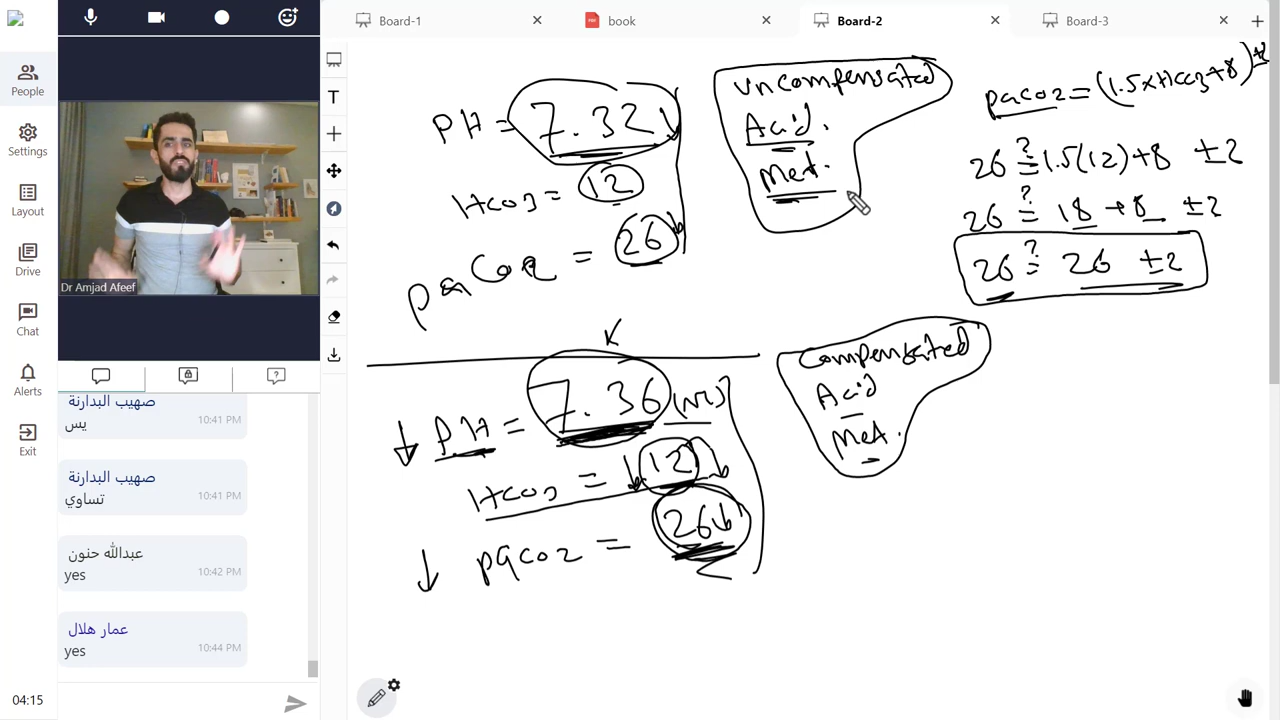 Board-1
book
Board-2
Board-3
People
Settings
Layout
Drive
Chat
Alerts
Exit
04:15
Dr Amjad Afeef
صهيب البدارنة
يس
10:41 PM
صهيب البدارنة
تساوي
10:41 PM
عبدالله حنون
yes
10:42 PM
عمار هلال
yes
10:44 PM
PH = 7.32↓
HCO3 = 12
paCo2 = 26↓
uncompensated
Acid.
Met.
paco2 = (1.5xHCO3+8) ±2
26 ≟ 1.5(12)+8 ±2
26 ≟ 18 +8 ±2
26 ≟ 26 ±2
↓ PH = 7.36
HCO3 = ↓12↓
↓ paco2 = 26↓
Compensated
Acid
Met.